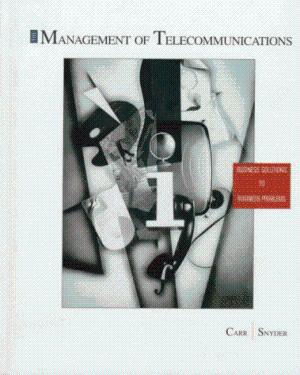 MANAGEMENT OF TELECOMMUNICATIONS
i
BUSINESS SOLUTIONS
TO
BUSINESS PROBLEMS
CARR | SNYDER